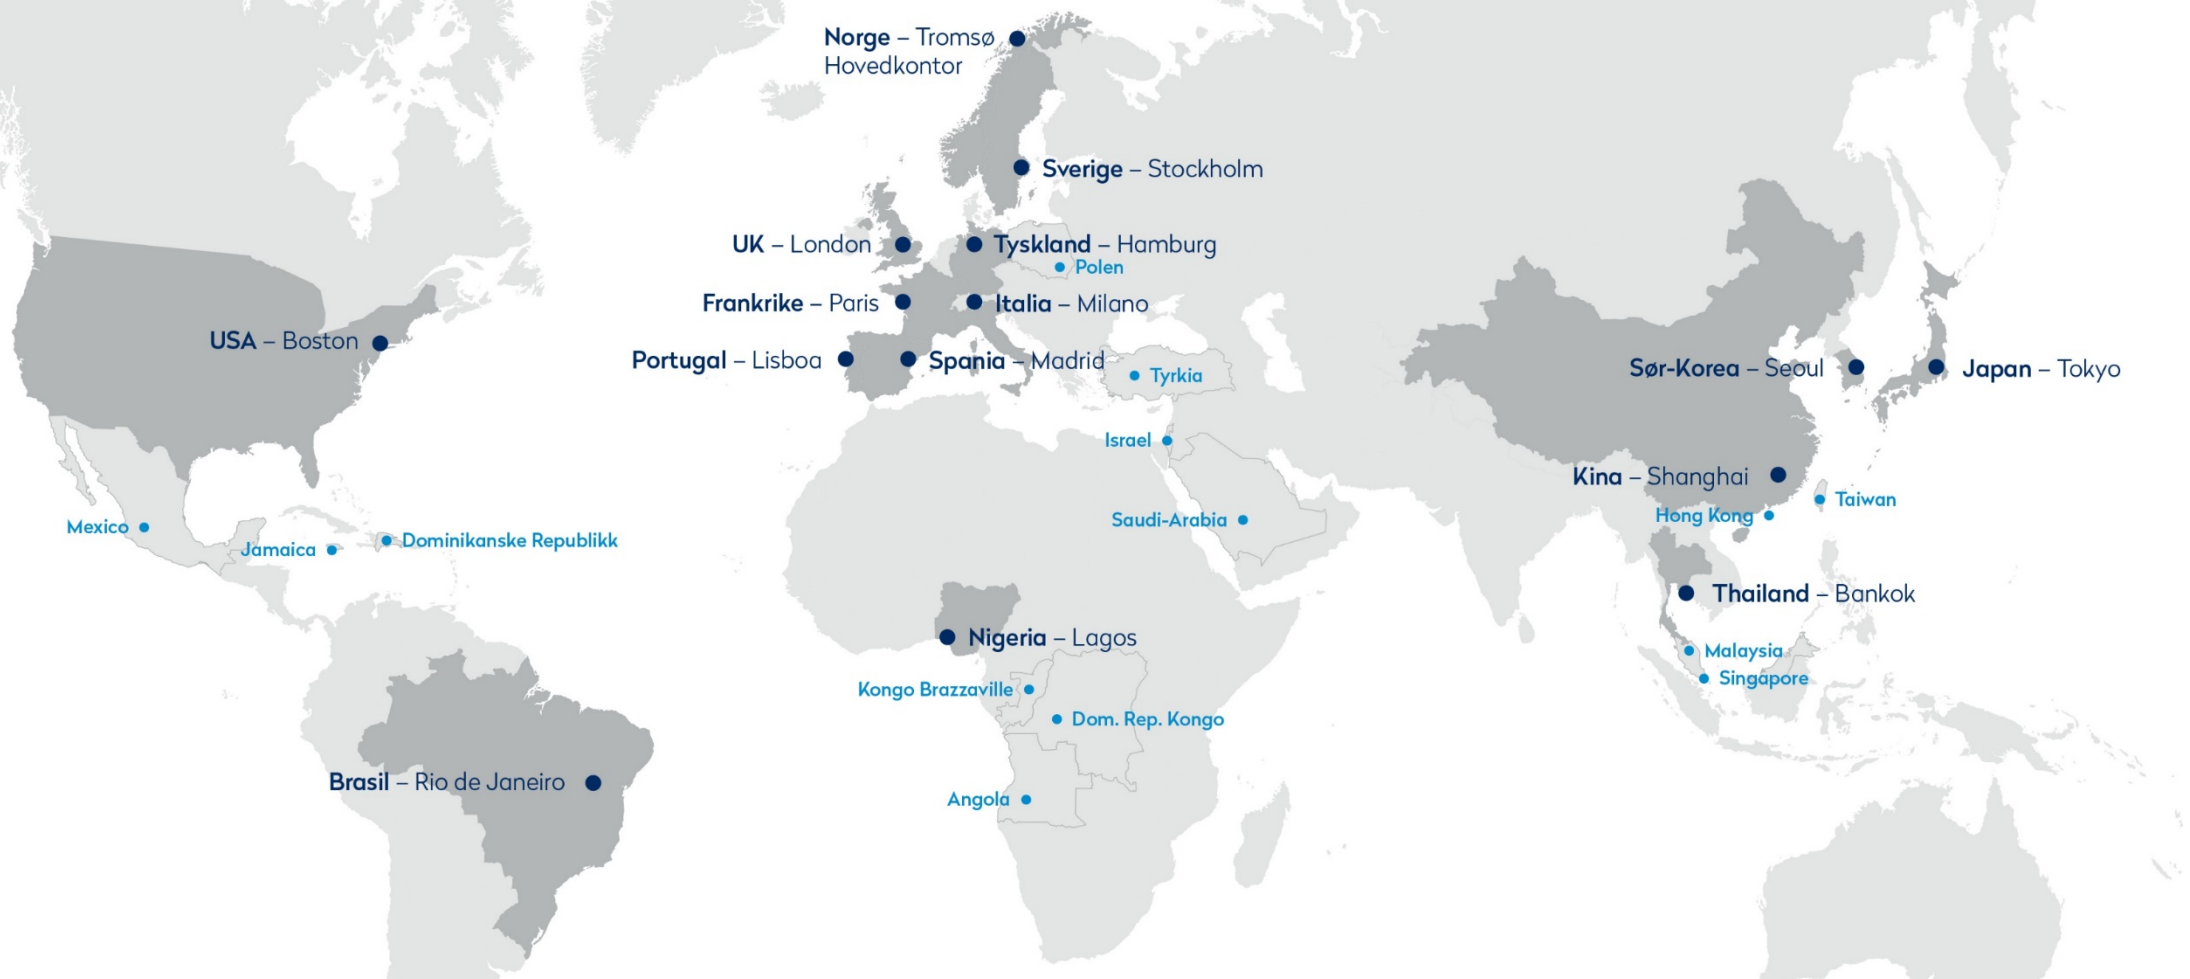 Norge – Tromsø
Hovedkontor
Sverige – Stockholm
UK – London
Tyskland – Hamburg
Polen
Frankrike – Paris
Italia – Milano
USA – Boston
Portugal – Lisboa
Spania – Madrid
Tyrkia
Sør-Korea – Seoul
Japan – Tokyo
Israel
Kina – Shanghai
Taiwan
Hong Kong
Saudi-Arabia
Mexico
Jamaica
Dominikanske Republikk
Thailand – Bankok
Nigeria – Lagos
Malaysia
Singapore
Kongo Brazzaville
Dom. Rep. Kongo
Brasil – Rio de Janeiro
Angola